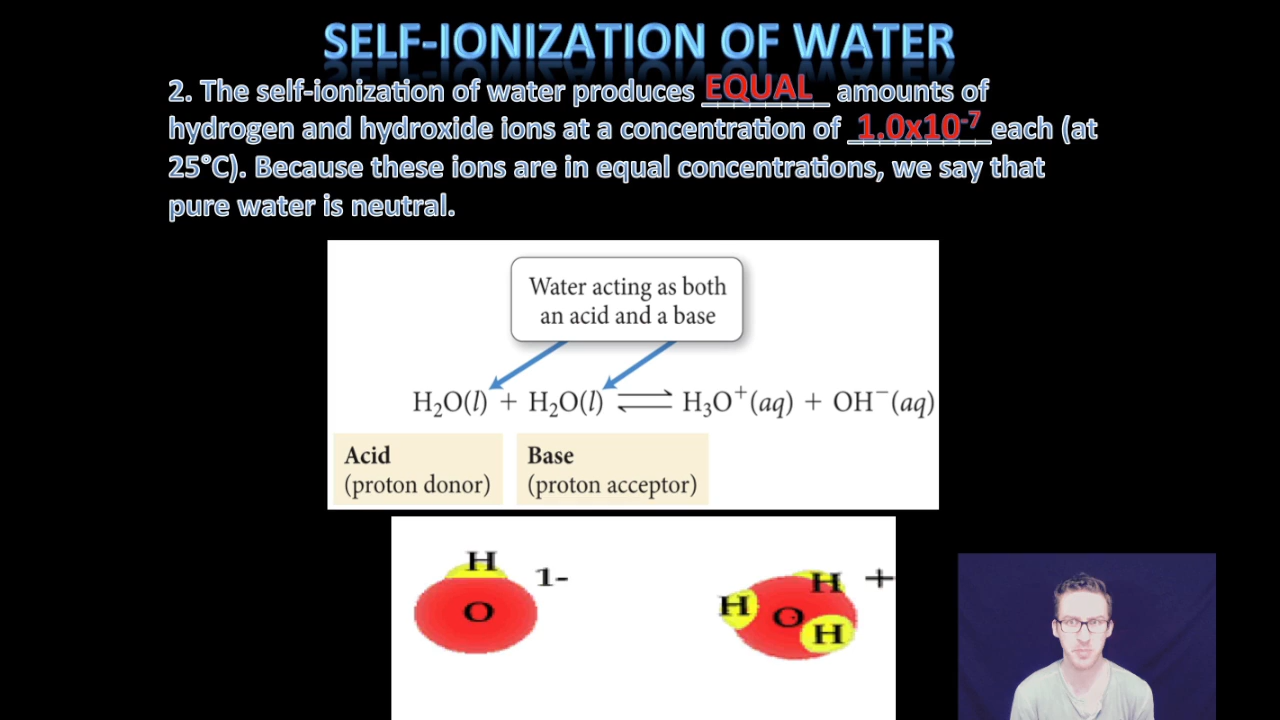 SELF-IONIZATION OF WATER
2. The self-ionization of water produces EQUAL amounts of
hydrogen and hydroxide ions at a concentration of 1.0x10⁻⁷ each (at
25°C). Because these ions are in equal concentrations, we say that
pure water is neutral.
Water acting as both
an acid and a base
H₂O(l) + H₂O(l) ⇌ H₃O⁺(aq) + OH⁻(aq)
Acid
(proton donor)
Base
(proton acceptor)
H
O
1-
H
H
O
H
+